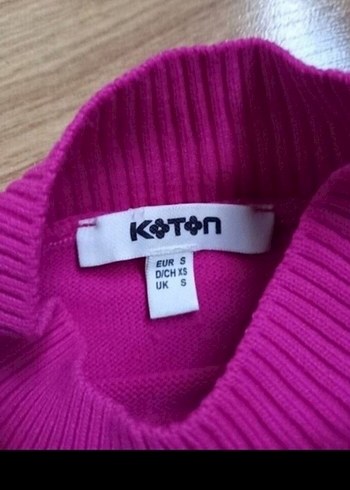 KOTON
EUR S
D/CH XS
UK S